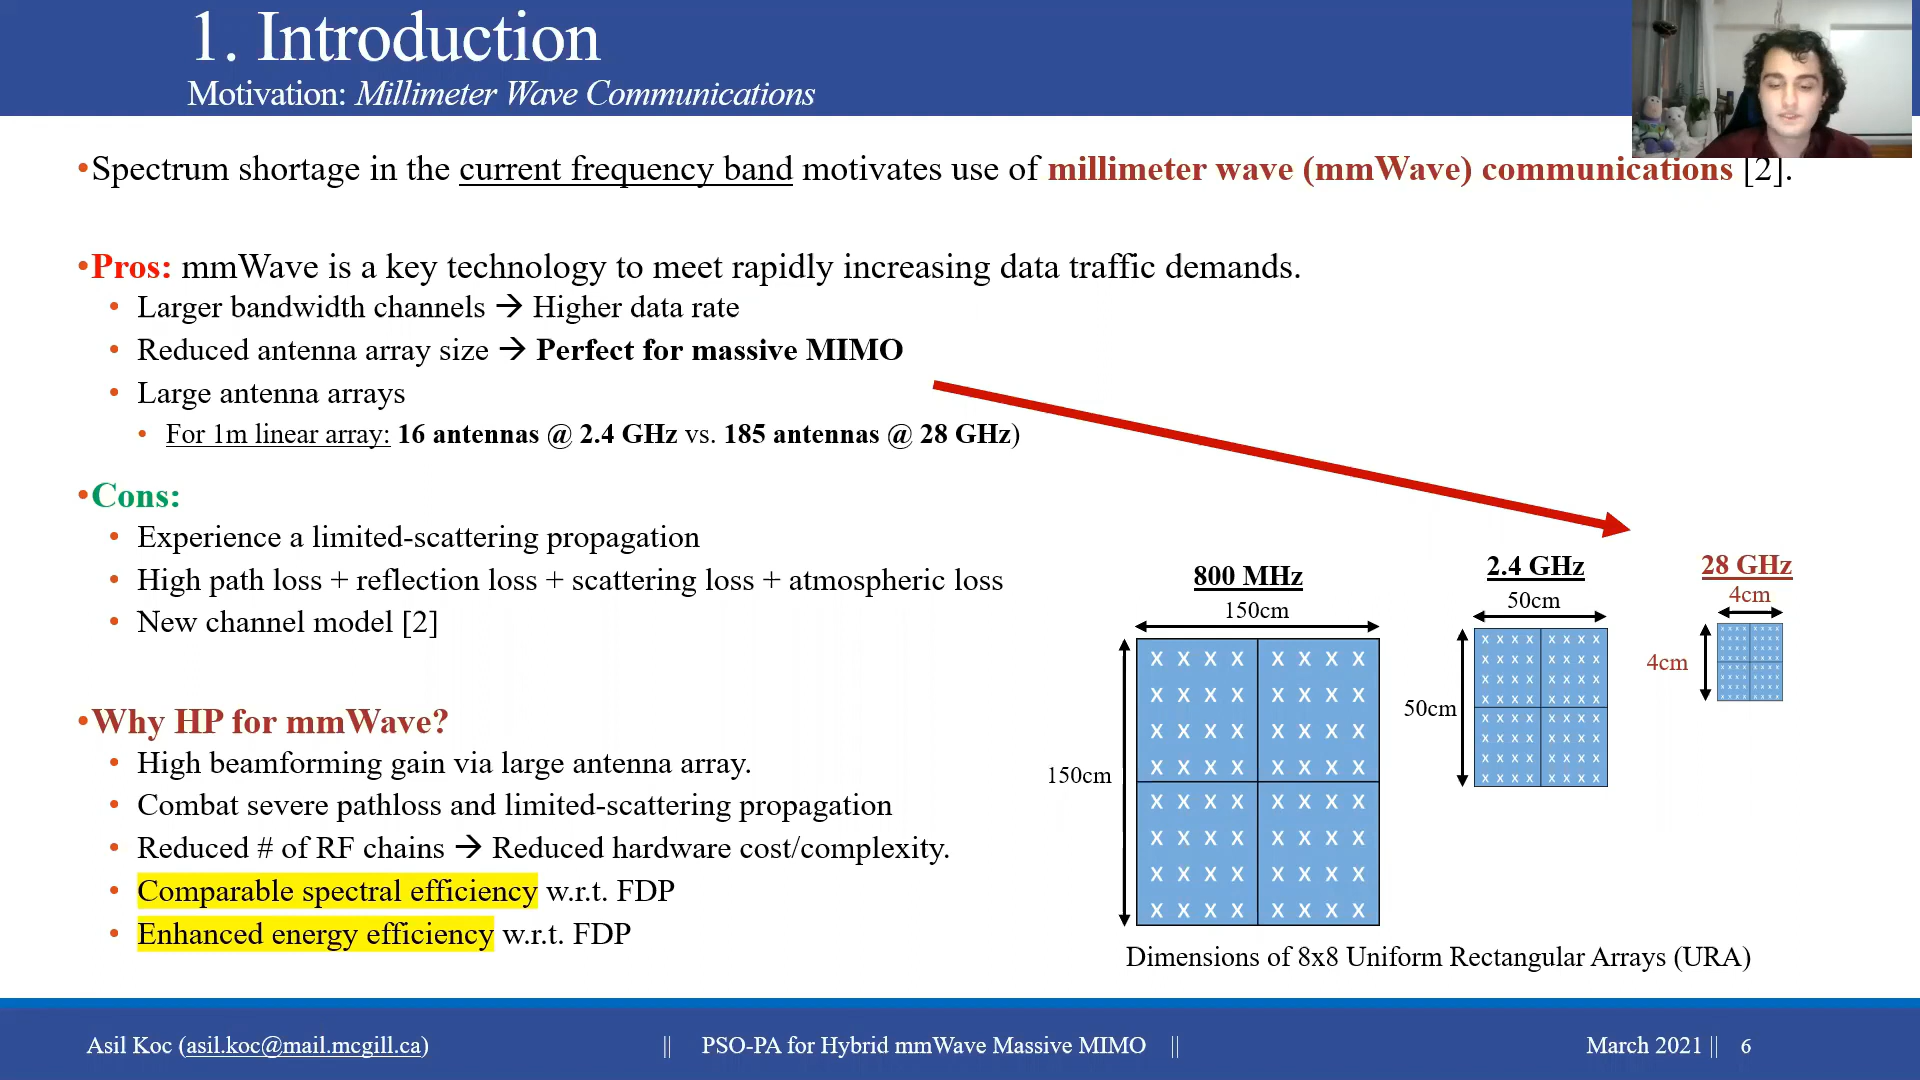 1. Introduction
Motivation: Millimeter Wave Communications
•Spectrum shortage in the current frequency band motivates use of millimeter wave (mmWave) communications [2].
•Pros: mmWave is a key technology to meet rapidly increasing data traffic demands.
• Larger bandwidth channels → Higher data rate
• Reduced antenna array size → Perfect for massive MIMO
• Large antenna arrays
• For 1m linear array: 16 antennas @ 2.4 GHz vs. 185 antennas @ 28 GHz)
•Cons:
• Experience a limited-scattering propagation
• High path loss + reflection loss + scattering loss + atmospheric loss
• New channel model [2]
•Why HP for mmWave?
• High beamforming gain via large antenna array.
• Combat severe pathloss and limited-scattering propagation
• Reduced # of RF chains → Reduced hardware cost/complexity.
• Comparable spectral efficiency w.r.t. FDP
• Enhanced energy efficiency w.r.t. FDP
800 MHz
150cm
150cm
X X X X X X X X
X X X X X X X X
X X X X X X X X
X X X X X X X X
X X X X X X X X
X X X X X X X X
X X X X X X X X
X X X X X X X X
2.4 GHz
50cm
50cm
X X X X X X X X
X X X X X X X X
X X X X X X X X
X X X X X X X X
X X X X X X X X
X X X X X X X X
X X X X X X X X
X X X X X X X X
28 GHz
4cm
4cm
X X X X X X X X
X X X X X X X X
X X X X X X X X
X X X X X X X X
X X X X X X X X
X X X X X X X X
X X X X X X X X
X X X X X X X X
Dimensions of 8x8 Uniform Rectangular Arrays (URA)
Asil Koc (asil.koc@mail.mcgill.ca) || PSO-PA for Hybrid mmWave Massive MIMO || March 2021 || 6